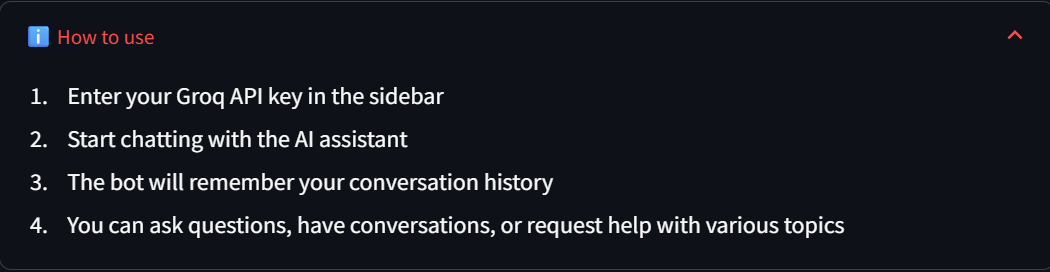 ℹ️ How to use
1. Enter your Groq API key in the sidebar
2. Start chatting with the AI assistant
3. The bot will remember your conversation history
4. You can ask questions, have conversations, or request help with various topics